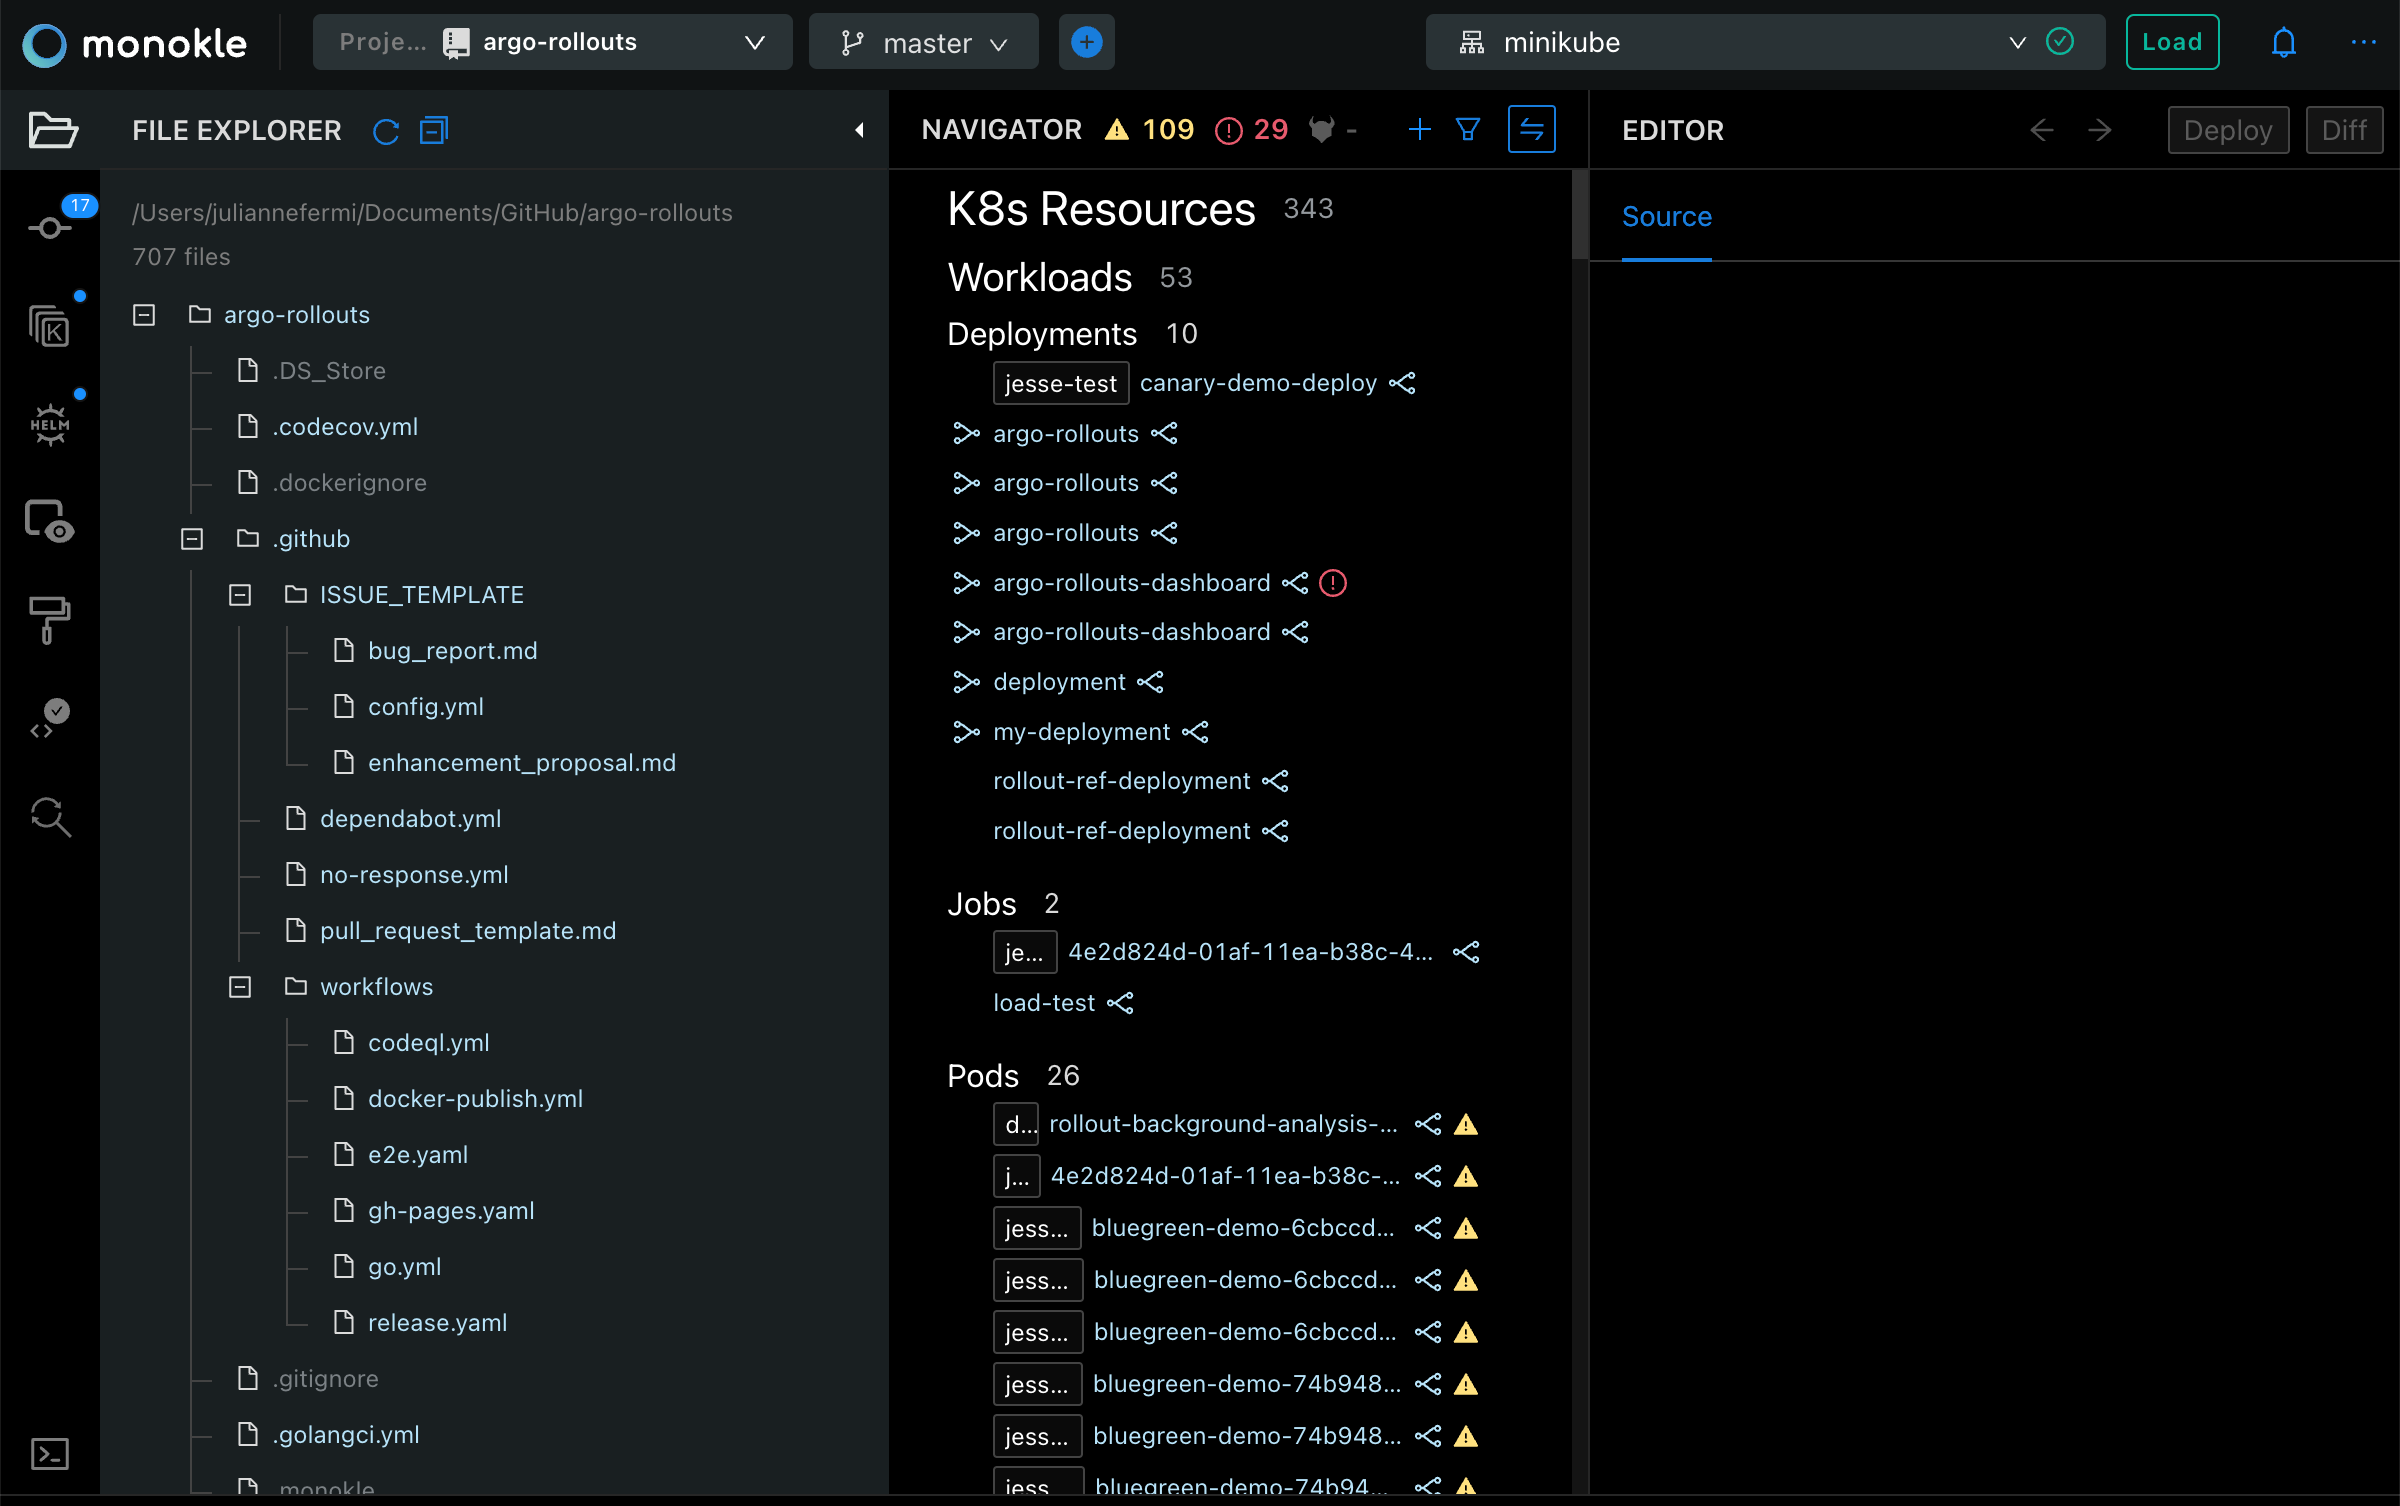 monokle
Proje... argo-rollouts
master
minikube
Load
FILE EXPLORER
17
HELM
K
/Users/juliannefermi/Documents/GitHub/argo-rollouts
707 files
argo-rollouts
.DS_Store
.codecov.yml
.dockerignore
.github
ISSUE_TEMPLATE
bug_report.md
config.yml
enhancement_proposal.md
dependabot.yml
no-response.yml
pull_request_template.md
workflows
codeql.yml
docker-publish.yml
e2e.yaml
gh-pages.yaml
go.yml
release.yaml
.gitignore
.golangci.yml
.monokle
NAVIGATOR 109 29 -
K8s Resources 343
Workloads 53
Deployments 10
jesse-test canary-demo-deploy
argo-rollouts
argo-rollouts
argo-rollouts
argo-rollouts-dashboard
argo-rollouts-dashboard
deployment
my-deployment
rollout-ref-deployment
rollout-ref-deployment
Jobs 2
je... 4e2d824d-01af-11ea-b38c-4...
load-test
Pods 26
d... rollout-background-analysis-...
j... 4e2d824d-01af-11ea-b38c-...
jess... bluegreen-demo-6cbccd...
jess... bluegreen-demo-6cbccd...
jess... bluegreen-demo-6cbccd...
jess... bluegreen-demo-74b948...
jess... bluegreen-demo-74b948...
jess... bluegreen-demo-74b94...
EDITOR
Deploy
Diff
Source